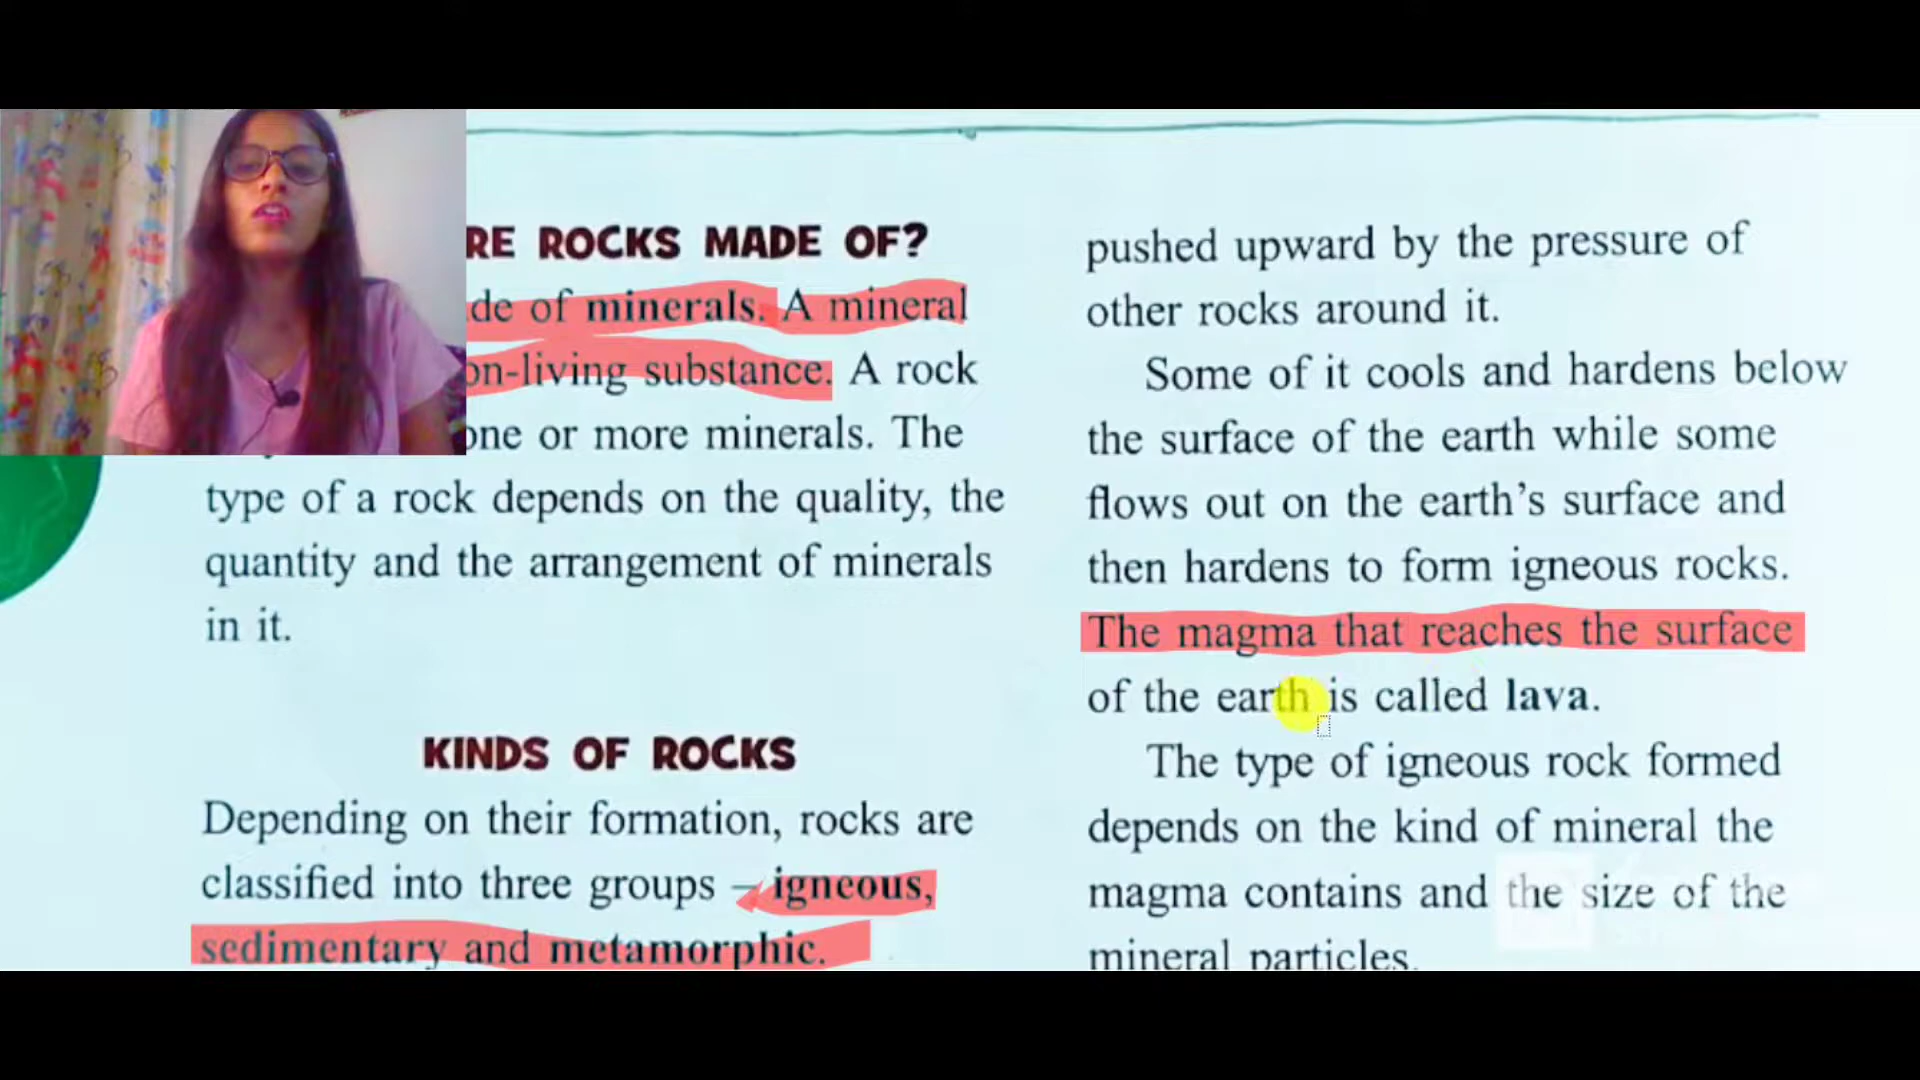 RE ROCKS MADE OF?
de of minerals. A mineral
on-living substance. A rock
one or more minerals. The
type of a rock depends on the quality, the
quantity and the arrangement of minerals
in it.
KINDS OF ROCKS
Depending on their formation, rocks are
classified into three groups – igneous,
sedimentary and metamorphic.
pushed upward by the pressure of
other rocks around it.
Some of it cools and hardens below
the surface of the earth while some
flows out on the earth's surface and
then hardens to form igneous rocks.
The magma that reaches the surface
of the earth is called lava.
The type of igneous rock formed
depends on the kind of mineral the
magma contains and the size of the
mineral particles.